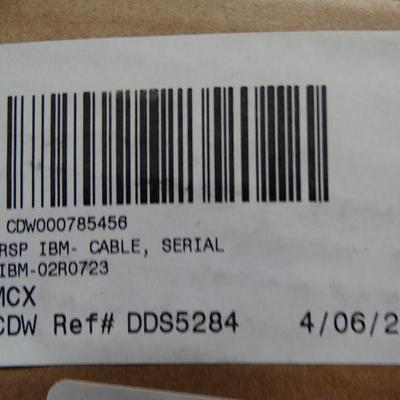 CDW000785456
RSP IBM- CABLE, SERIAL
IBM-02R0723
MCX
CDW Ref# DDS5284 4/06/2